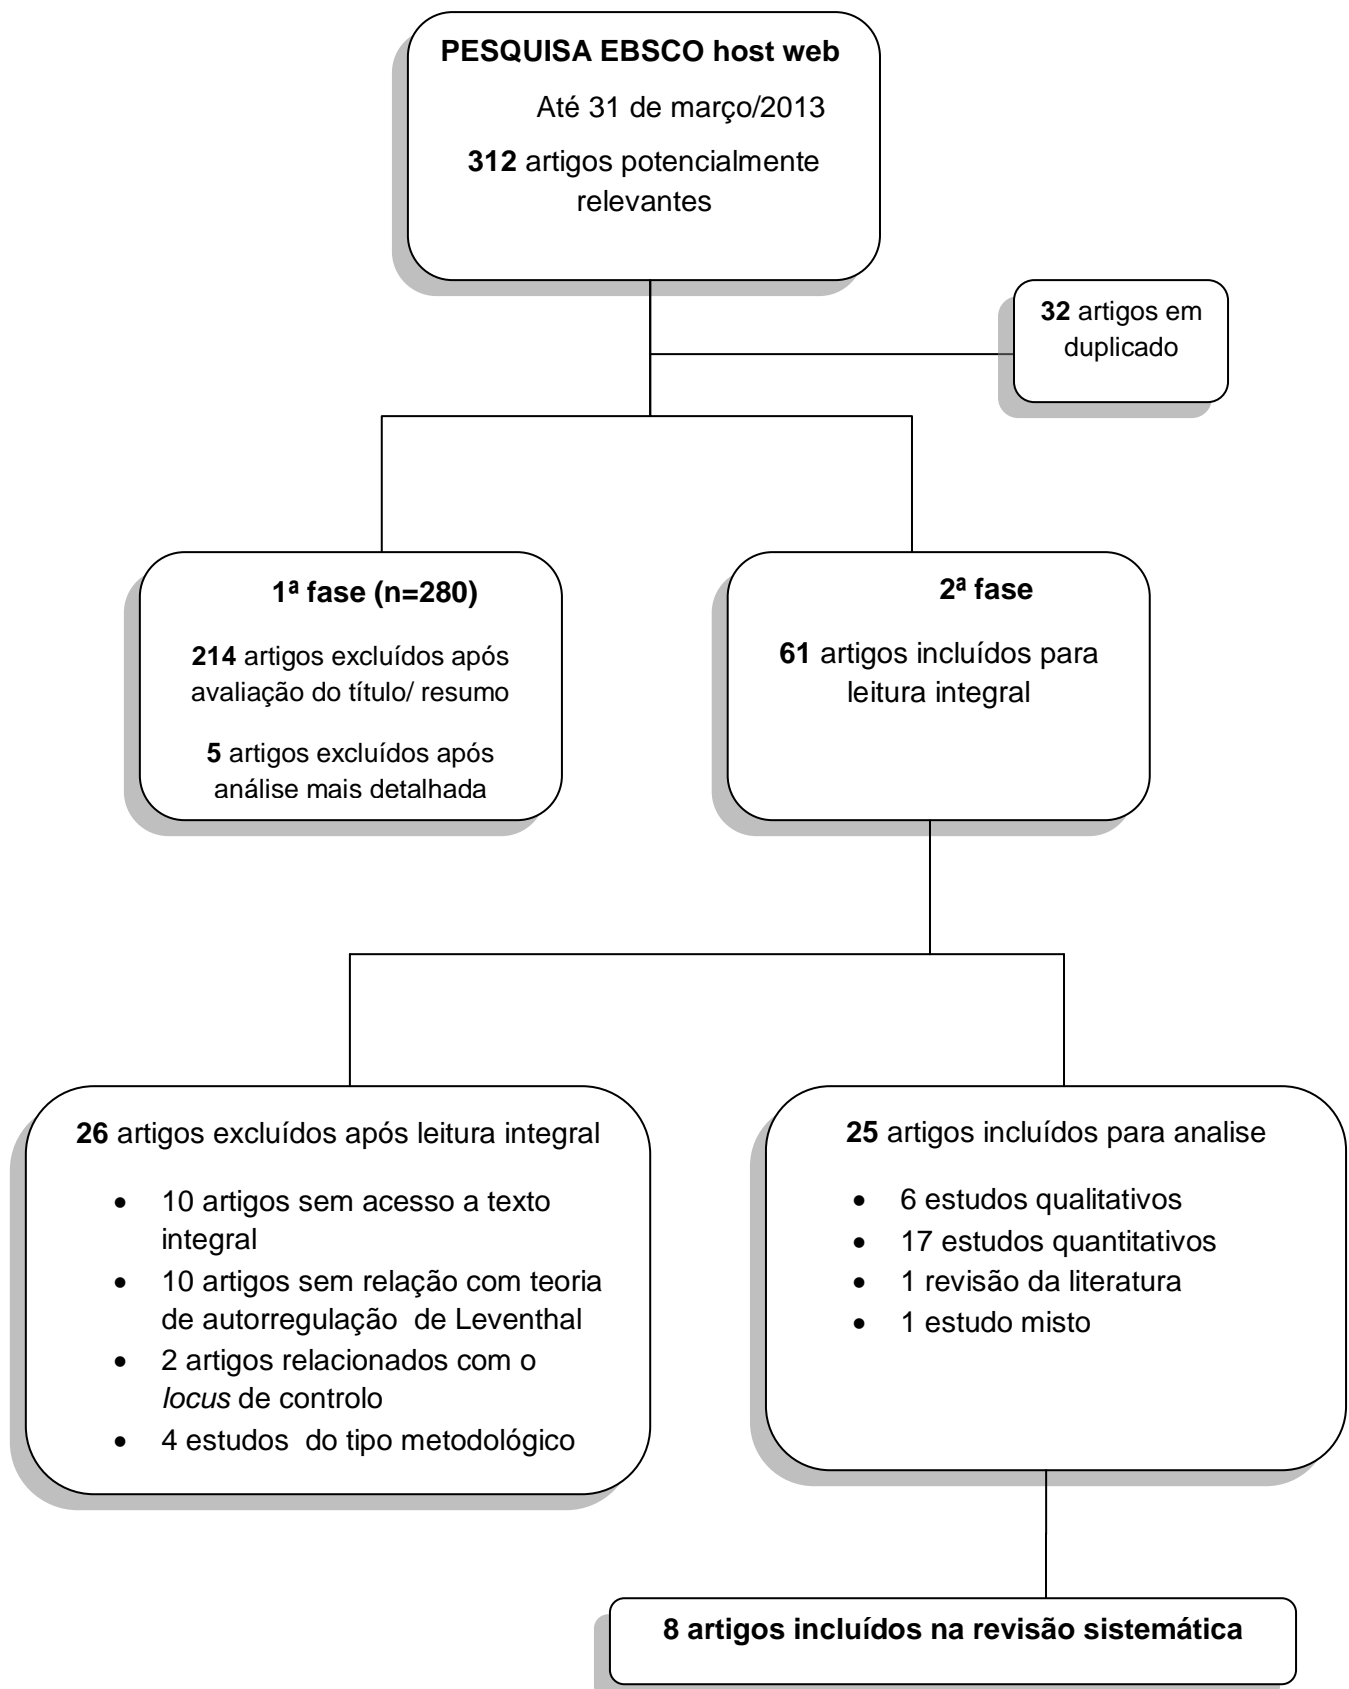 PESQUISA EBSCO host web
Até 31 de março/2013
312 artigos potencialmente
relevantes
32 artigos em
duplicado
1ª fase (n=280)
214 artigos excluídos após
avaliação do título/ resumo
5 artigos excluídos após
análise mais detalhada
2ª fase
61 artigos incluídos para
leitura integral
26 artigos excluídos após leitura integral
• 10 artigos sem acesso a texto
integral
• 10 artigos sem relação com teoria
de autorregulação de Leventhal
• 2 artigos relacionados com o
locus de controlo
• 4 estudos do tipo metodológico
25 artigos incluídos para analise
• 6 estudos qualitativos
• 17 estudos quantitativos
• 1 revisão da literatura
• 1 estudo misto
8 artigos incluídos na revisão sistemática